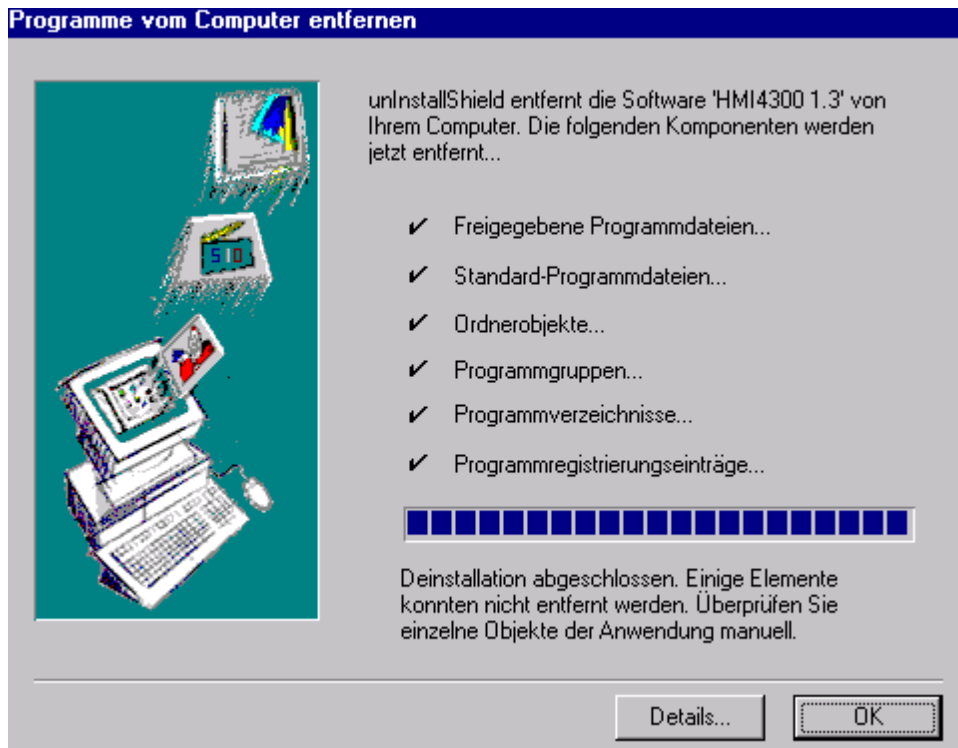 Programme vom Computer entfernen
unInstallShield entfernt die Software 'HMI4300 1.3' von
Ihrem Computer. Die folgenden Komponenten werden
jetzt entfernt...
✔ Freigegebene Programmdateien...
✔ Standard-Programmdateien...
✔ Ordnerobjekte...
✔ Programmgruppen...
✔ Programmverzeichnisse...
✔ Programmregistrierungseinträge...
Deinstallation abgeschlossen. Einige Elemente
konnten nicht entfernt werden. Überprüfen Sie
einzelne Objekte der Anwendung manuell.
Details...
OK